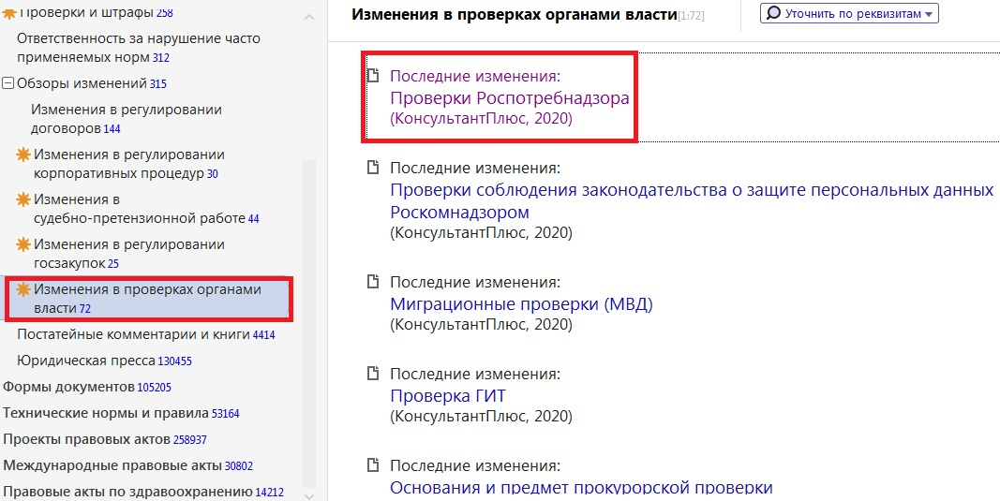 Проверки и штрафы 258
Ответственность за нарушение часто
применяемых норм 312
Обзоры изменений 315
Изменения в регулировании
договоров 144
Изменения в регулировании
корпоративных процедур 30
Изменения в
судебно-претензионной работе 44
Изменения в регулировании
госзакупок 25
Изменения в проверках органами
власти 72
Постатейные комментарии и книги 4414
Юридическая пресса 130455
Формы документов 105205
Технические нормы и правила 53164
Проекты правовых актов 258937
Международные правовые акты 30802
Правовые акты по здравоохранению 14212
Изменения в проверках органами власти[1:72]
Уточнить по реквизитам
Последние изменения:
Проверки Роспотребнадзора
(КонсультантПлюс, 2020)
Последние изменения:
Проверки соблюдения законодательства о защите персональных данных
Роскомнадзором
(КонсультантПлюс, 2020)
Последние изменения:
Миграционные проверки (МВД)
(КонсультантПлюс, 2020)
Последние изменения:
Проверка ГИТ
(КонсультантПлюс, 2020)
Последние изменения:
Основания и предмет прокурорской проверки